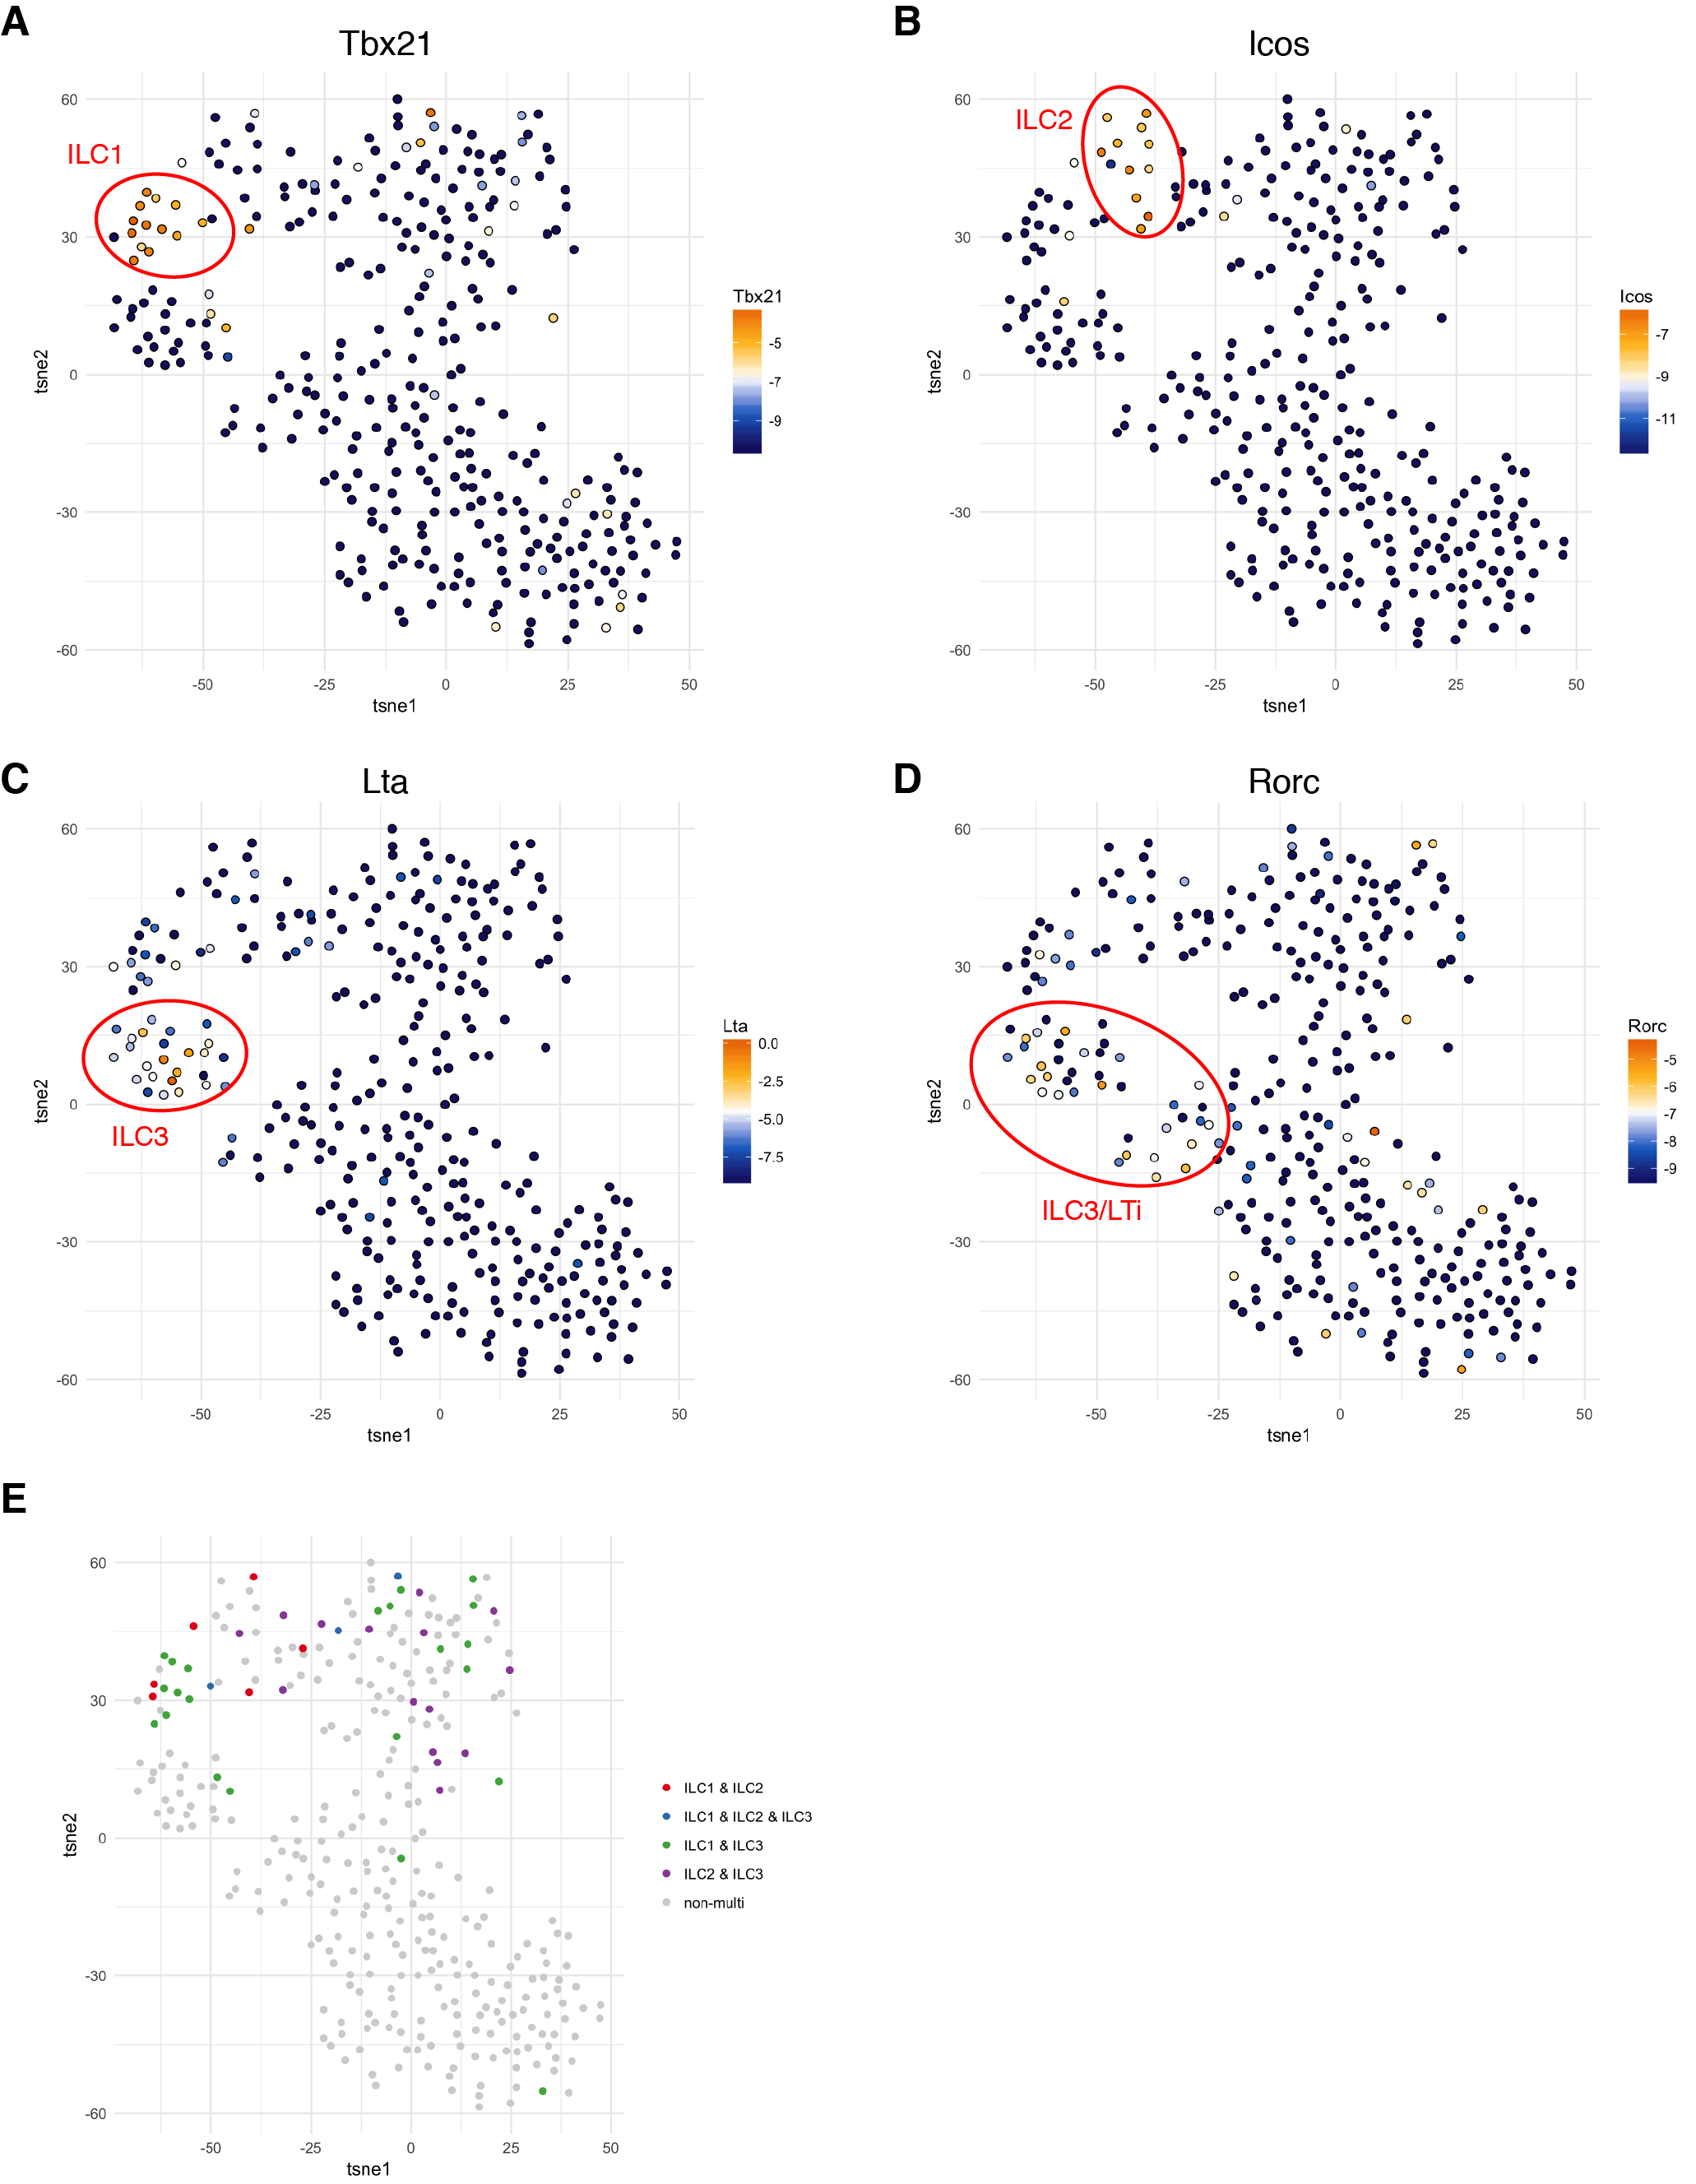 A
Tbx21
ILC1
60
30
0
-30
-60
-50
-25
0
25
50
tsne1
tsne2
Tbx21
-5
-7
-9
B
Icos
ILC2
60
30
0
-30
-60
-50
-25
0
25
50
tsne1
tsne2
Icos
-7
-9
-11
C
Lta
ILC3
60
30
0
-30
-60
-50
-25
0
25
50
tsne1
tsne2
Lta
0.0
-2.5
-5.0
-7.5
D
Rorc
ILC3/LTi
60
30
0
-30
-60
-50
-25
0
25
50
tsne1
tsne2
Rorc
-5
-6
-7
-8
-9
E
60
30
0
-30
-60
-50
-25
0
25
50
tsne1
tsne2
ILC1 & ILC2
ILC1 & ILC2 & ILC3
ILC1 & ILC3
ILC2 & ILC3
non-multi